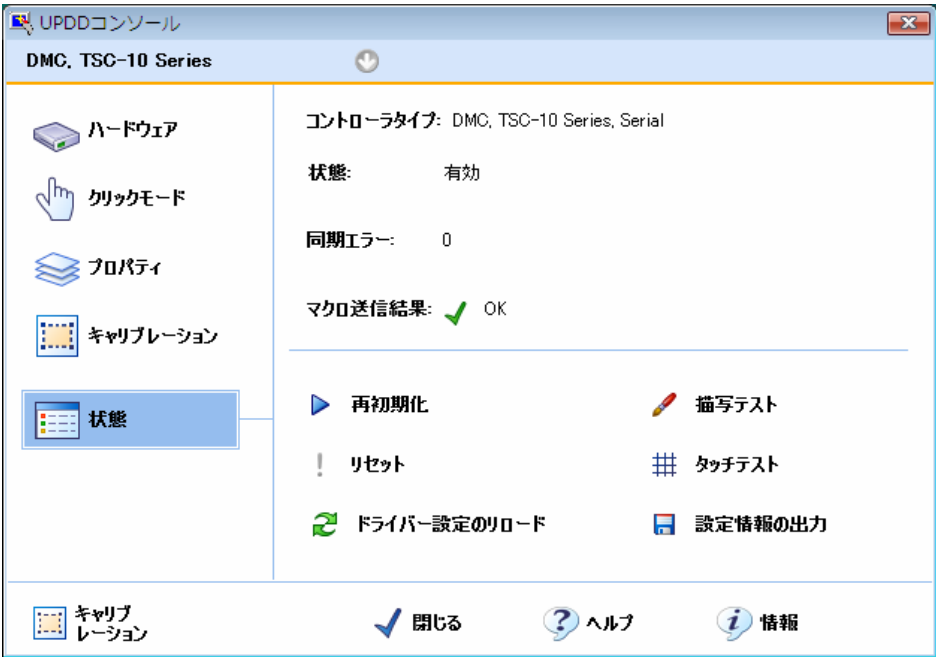 UPDDコンソール
DMC, TSC-10 Series
ハードウェア
クリックモード
プロパティ
キャリブレーション
状態
コントローラタイプ: DMC, TSC-10 Series, Serial
状態: 有効
同期エラー: 0
マクロ送信結果: OK
再初期化
描写テスト
リセット
タッチテスト
ドライバー設定のリロード
設定情報の出力
キャリブ
レーション
閉じる
ヘルプ
情報